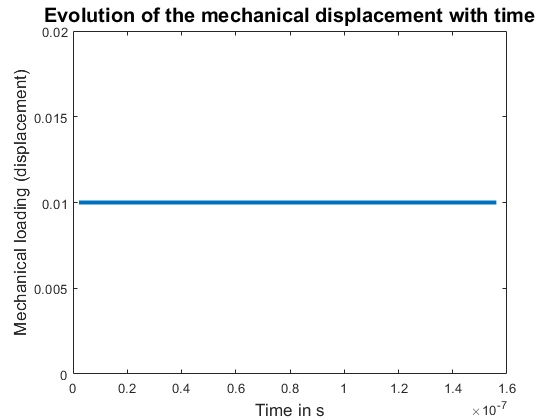 Evolution of the mechanical displacement with time
Mechanical loading (displacement)
0.02
0.015
0.01
0.005
0
0 0.2 0.4 0.6 0.8 1 1.2 1.4 1.6
×10^-7
Time in s